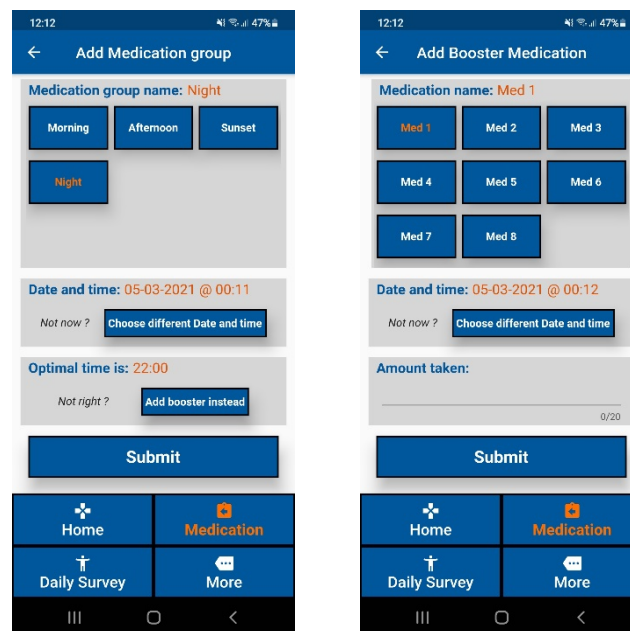 12:12 47%
Add Medication group
Medication group name: Night
Morning Afternoon Sunset
Night
Date and time: 05-03-2021 @ 00:11
Not now ? Choose different Date and time
Optimal time is: 22:00
Not right ? Add booster instead
Submit
Home Medication
Daily Survey More
12:12 47%
Add Booster Medication
Medication name: Med 1
Med 1 Med 2 Med 3
Med 4 Med 5 Med 6
Med 7 Med 8
Date and time: 05-03-2021 @ 00:12
Not now ? Choose different Date and time
Amount taken:
0/20
Submit
Home Medication
Daily Survey More